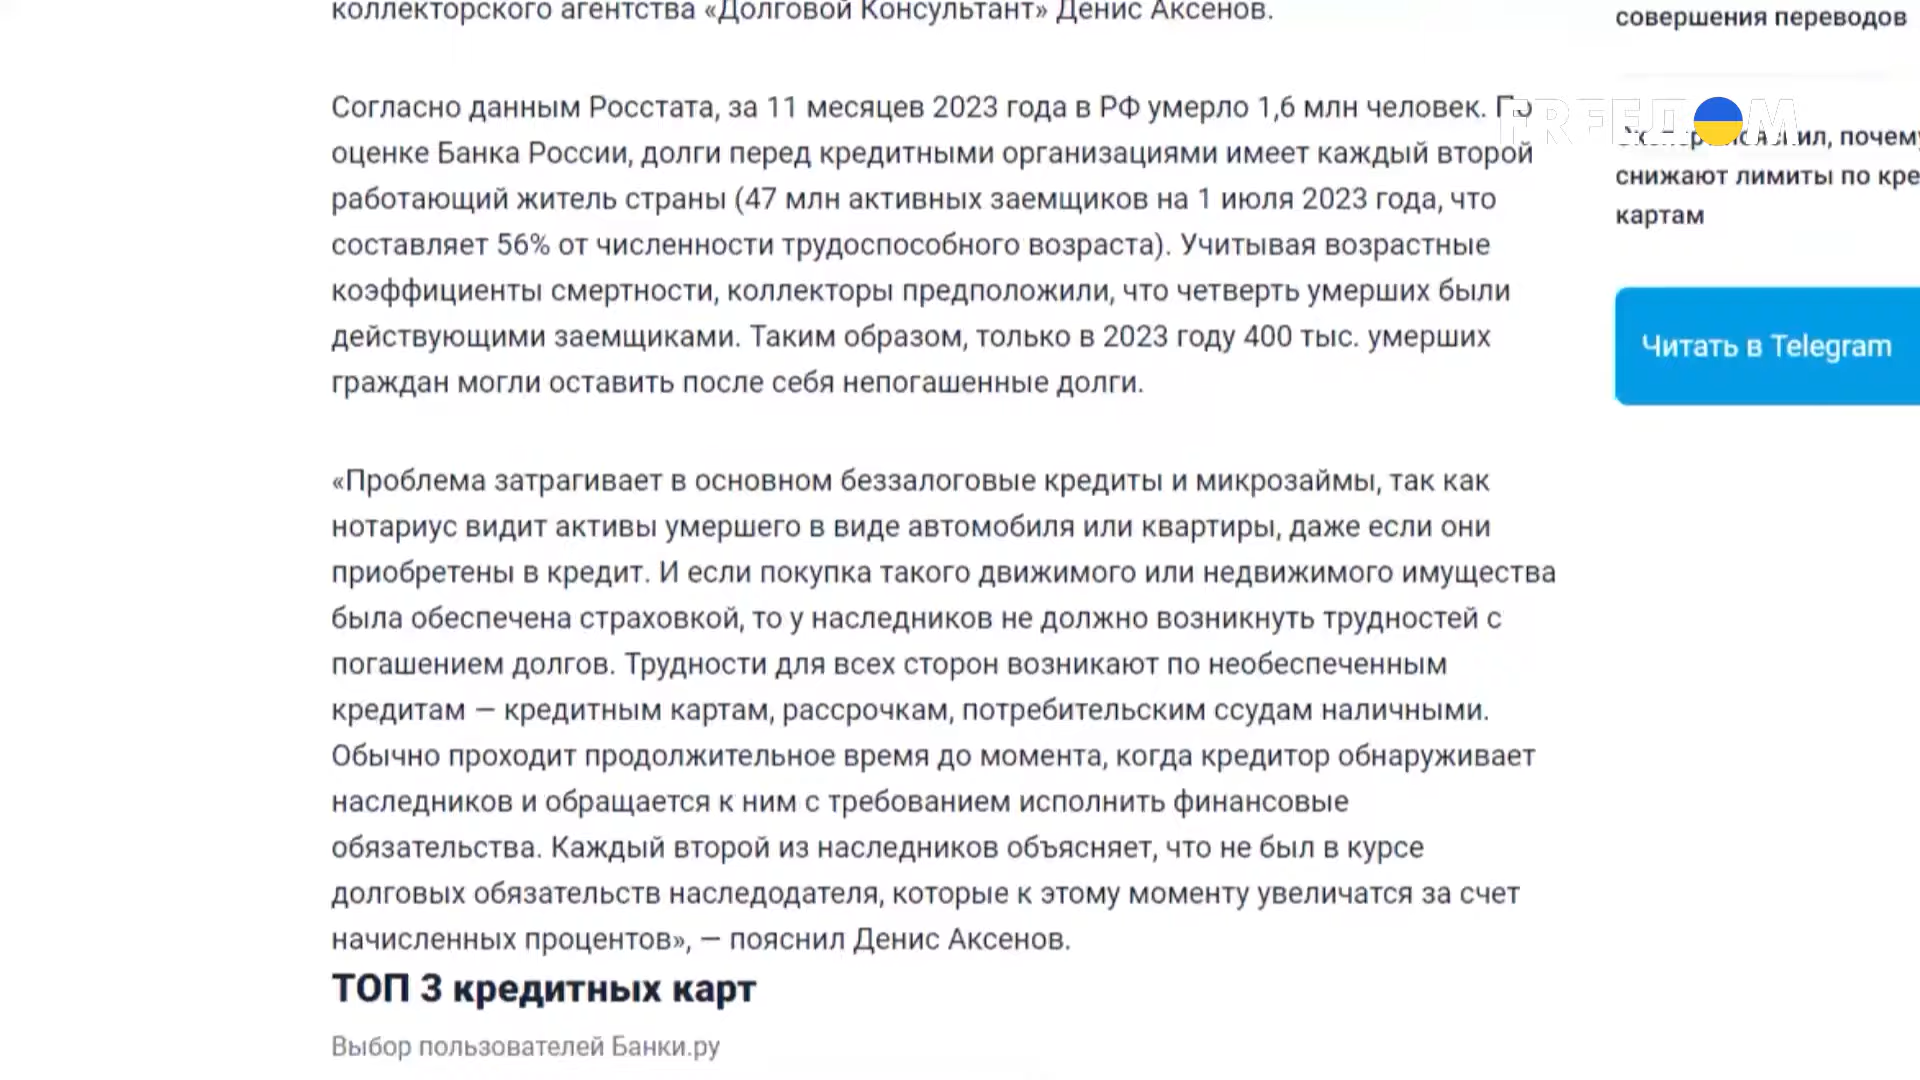 коллекторского агентства «Долговой Консультант» Денис Аксенов.
Согласно данным Росстата, за 11 месяцев 2023 года в РФ умерло 1,6 млн человек. По
оценке Банка России, долги перед кредитными организациями имеет каждый второй
работающий житель страны (47 млн активных заемщиков на 1 июля 2023 года, что
составляет 56% от численности трудоспособного возраста). Учитывая возрастные
коэффициенты смертности, коллекторы предположили, что четверть умерших были
действующими заемщиками. Таким образом, только в 2023 году 400 тыс. умерших
граждан могли оставить после себя непогашенные долги.
«Проблема затрагивает в основном беззалоговые кредиты и микрозаймы, так как
нотариус видит активы умершего в виде автомобиля или квартиры, даже если они
приобретены в кредит. И если покупка такого движимого или недвижимого имущества
была обеспечена страховкой, то у наследников не должно возникнуть трудностей с
погашением долгов. Трудности для всех сторон возникают по необеспеченным
кредитам — кредитным картам, рассрочкам, потребительским ссудам наличными.
Обычно проходит продолжительное время до момента, когда кредитор обнаруживает
наследников и обращается к ним с требованием исполнить финансовые
обязательства. Каждый второй из наследников объясняет, что не был в курсе
долговых обязательств наследодателя, которые к этому моменту увеличатся за счет
начисленных процентов», — пояснил Денис Аксенов.
ТОП 3 кредитных карт
Выбор пользователей Банки.ру
совершения переводов
FREEDOM
почему
снижают лимиты по кре
картам
Читать в Telegram